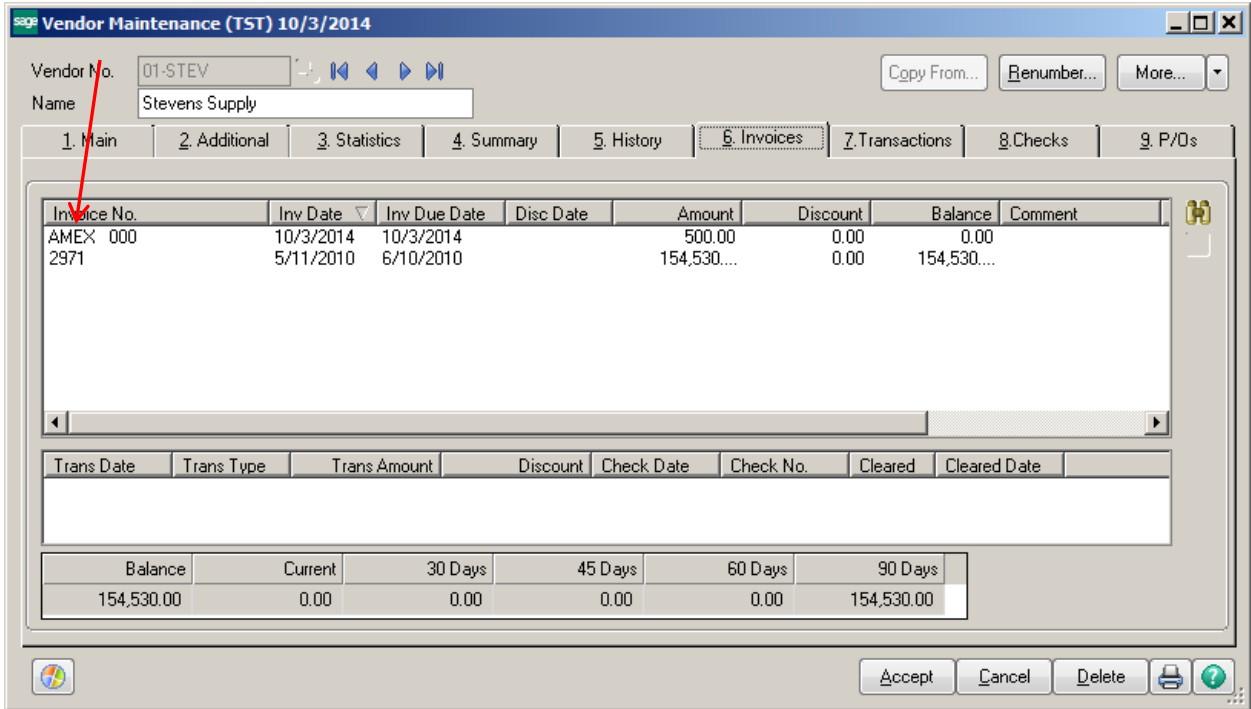 sage Vendor Maintenance (TST) 10/3/2014
Vendor No. 01-STEV Copy From... Renumber... More...
Name Stevens Supply
1. Main 2. Additional 3. Statistics 4. Summary 5. History 6. Invoices 7.Transactions 8.Checks 9. P/Os
Invoice No. Inv Date Inv Due Date Disc Date Amount Discount Balance Comment
AMEX 000 10/3/2014 10/3/2014 500.00 0.00 0.00
2971 5/11/2010 6/10/2010 154,530.... 0.00 154,530....
Trans Date Trans Type Trans Amount Discount Check Date Check No. Cleared Cleared Date
Balance Current 30 Days 45 Days 60 Days 90 Days
154,530.00 0.00 0.00 0.00 0.00 154,530.00
Accept Cancel Delete